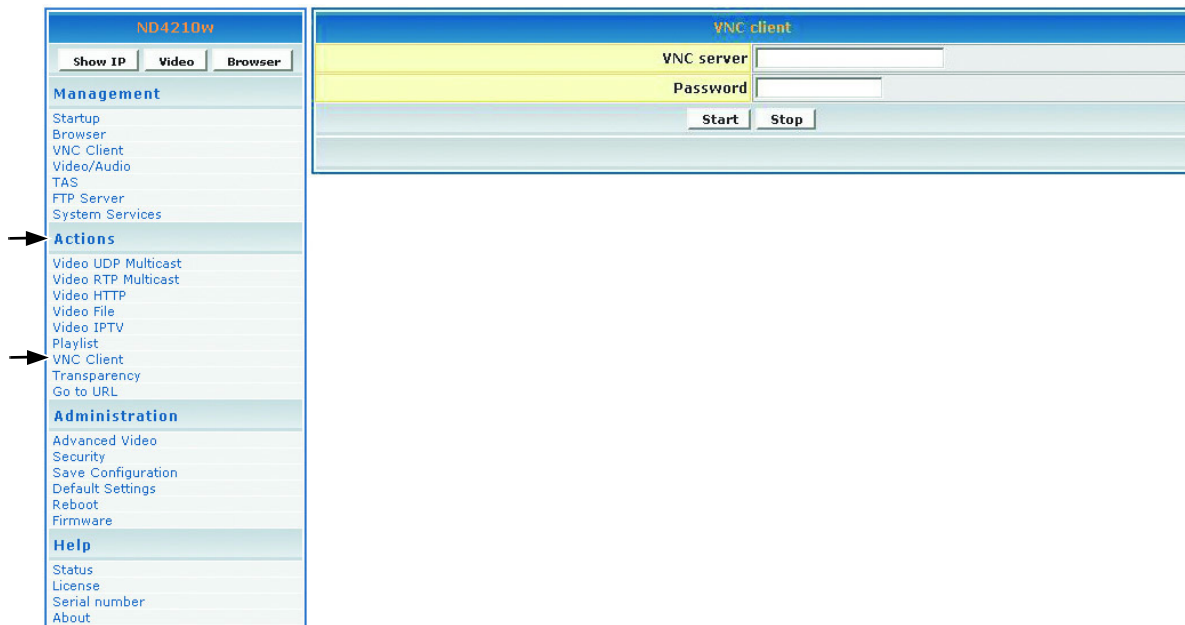 ND4210w
Show IP Video Browser
Management
Startup
Browser
VNC Client
Video/Audio
TAS
FTP Server
System Services
Actions
Video UDP Multicast
Video RTP Multicast
Video HTTP
Video File
Video IPTV
Playlist
VNC Client
Transparency
Go to URL
Administration
Advanced Video
Security
Save Configuration
Default Settings
Reboot
Firmware
Help
Status
License
Serial number
About
VNC client
VNC server
Password
Start Stop